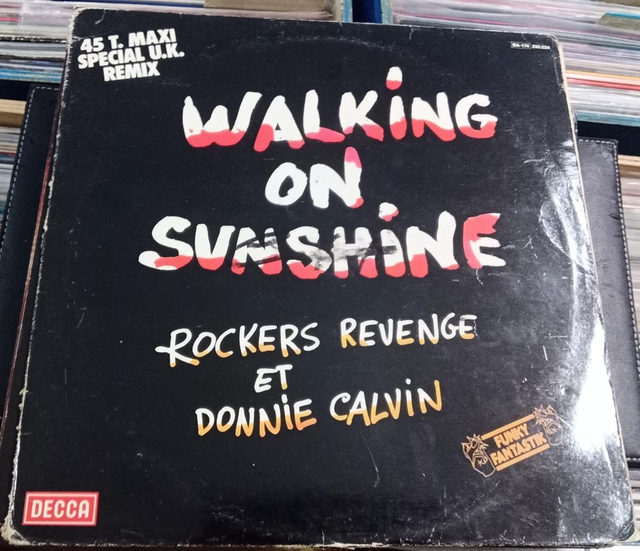 45 T. MAXI
SPECIAL U.K.
REMIX
WALKiNG
ON
SUNSHiNE
ROCKERS REVENGE
ET
DONNiE CALViN
FUNKY
FANTASTIK
DECCA